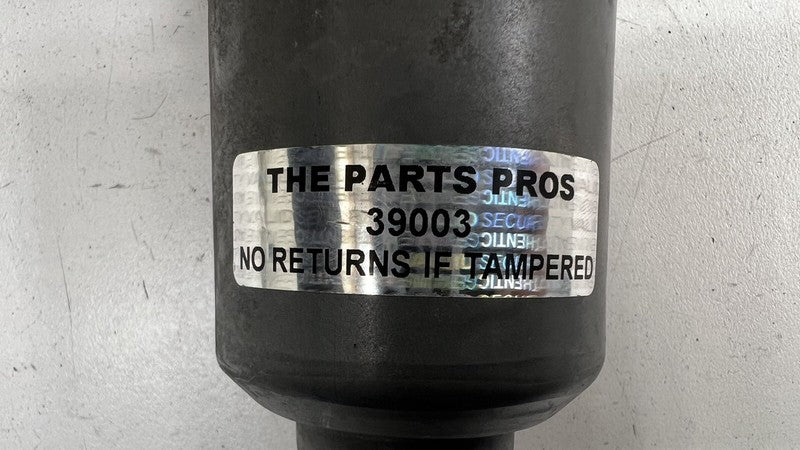 THE PARTS PROS
39003
NO RETURNS IF TAMPERED